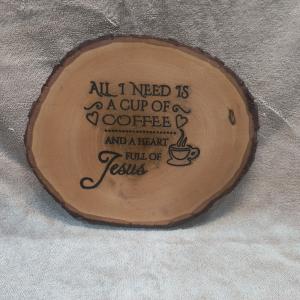 ALL I NEED IS
A CUP OF
COFFEE
AND A HEART
FULL OF
Jesus